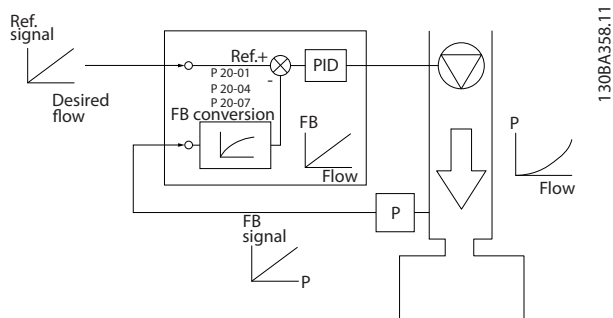 Ref.
signal
Desired
flow
Ref.+
-
P 20-01
P 20-04
P 20-07
FB conversion
PID
FB
Flow
P
Flow
P
FB
signal
P
130BA358.11